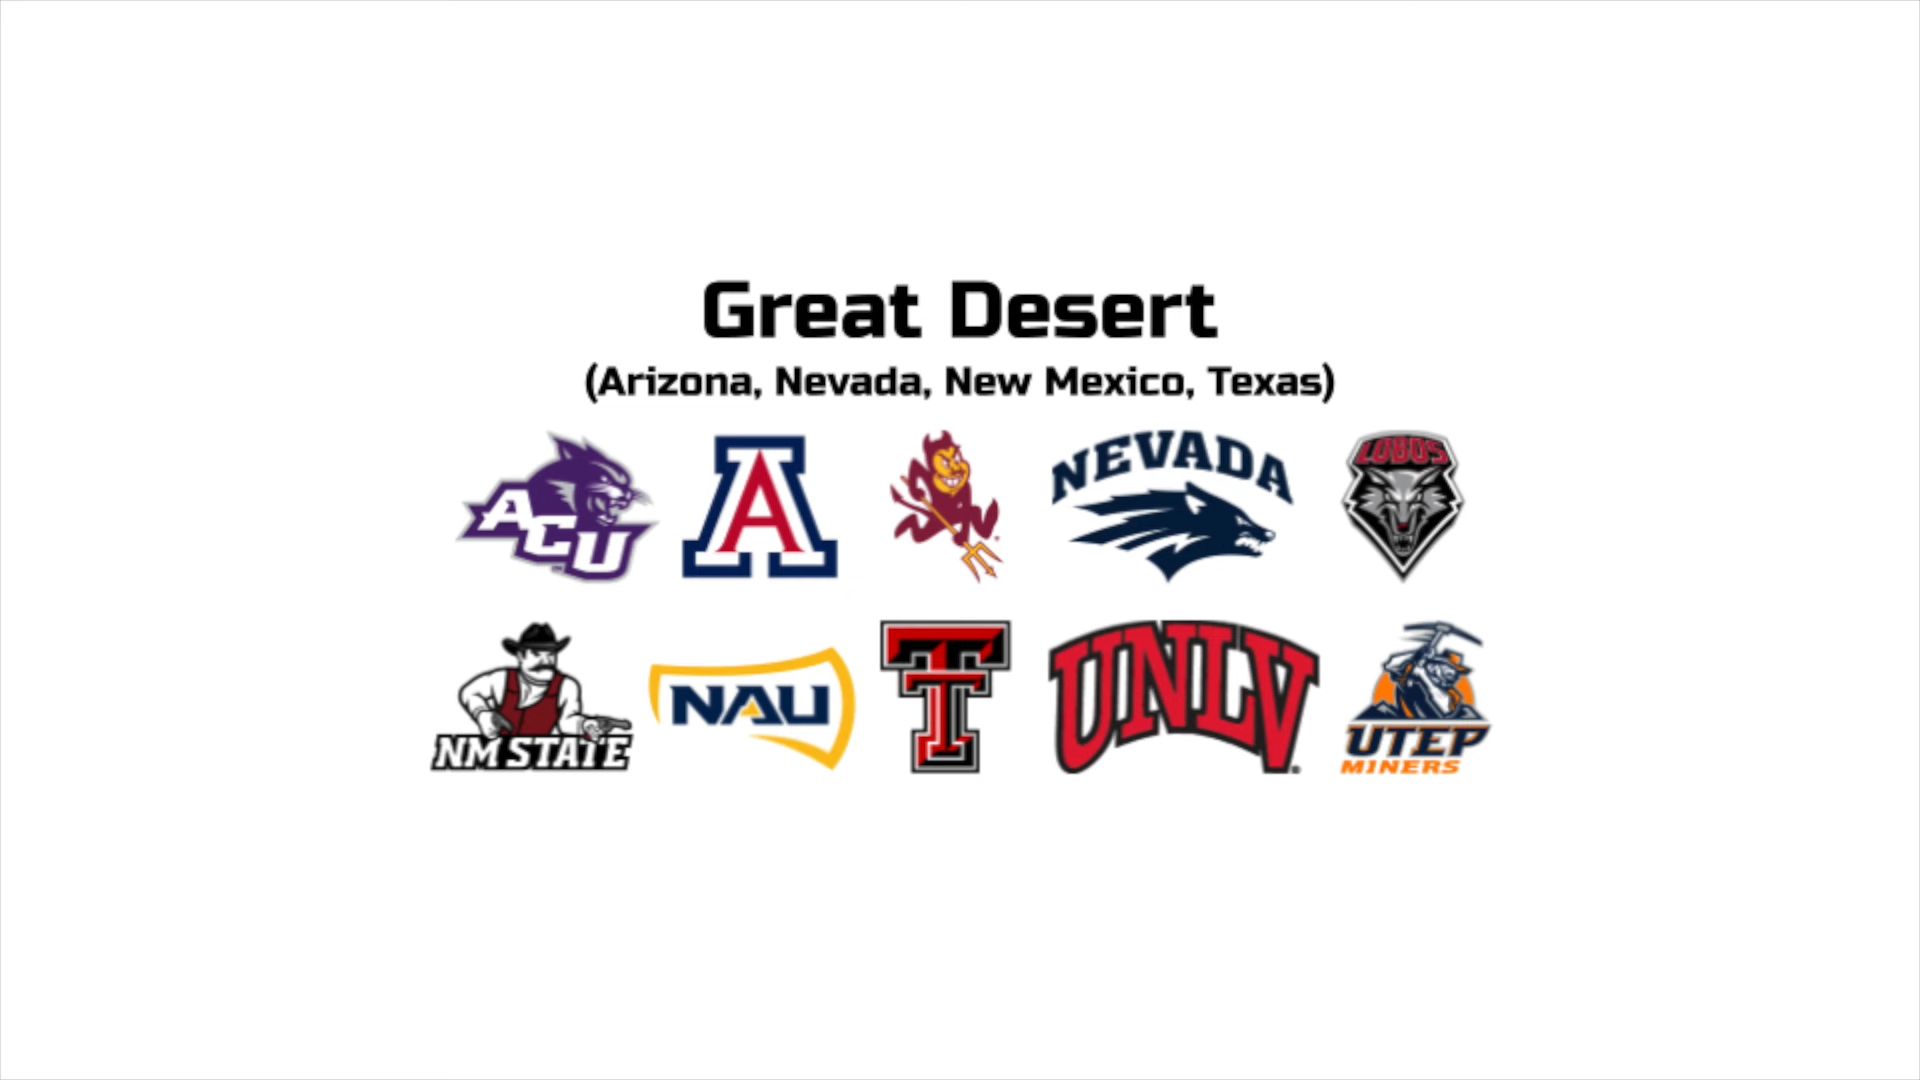 Great Desert
(Arizona, Nevada, New Mexico, Texas)
ACU
A
NEVADA
LOBOS
NM STATE
NAU
T
UNLV
UTEP
MINERS